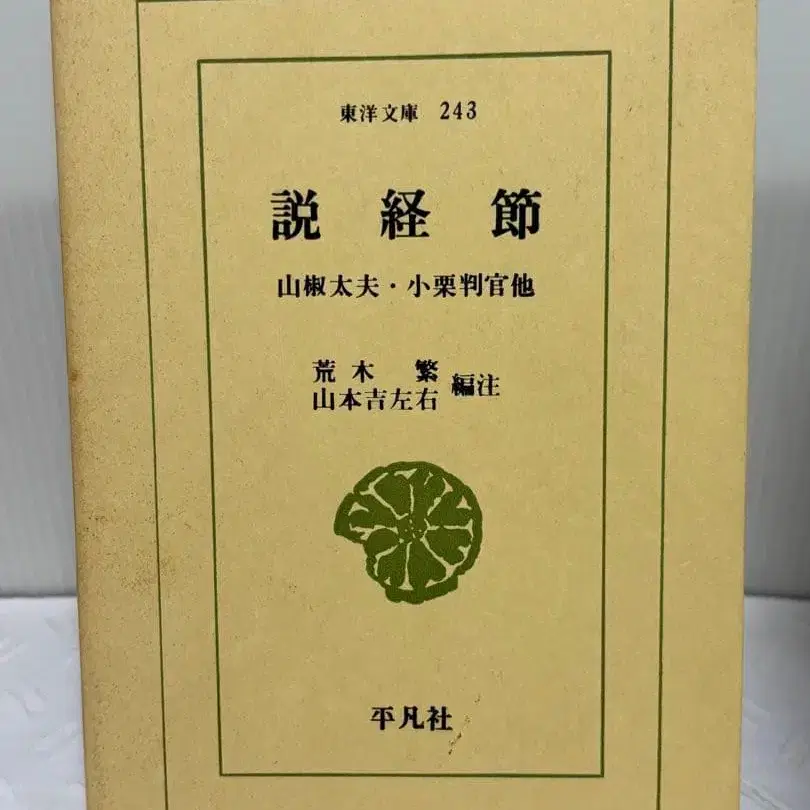 東洋文庫 243
説経節
山椒太夫・小栗判官他
荒木 繁
山本吉左右 編注
平凡社